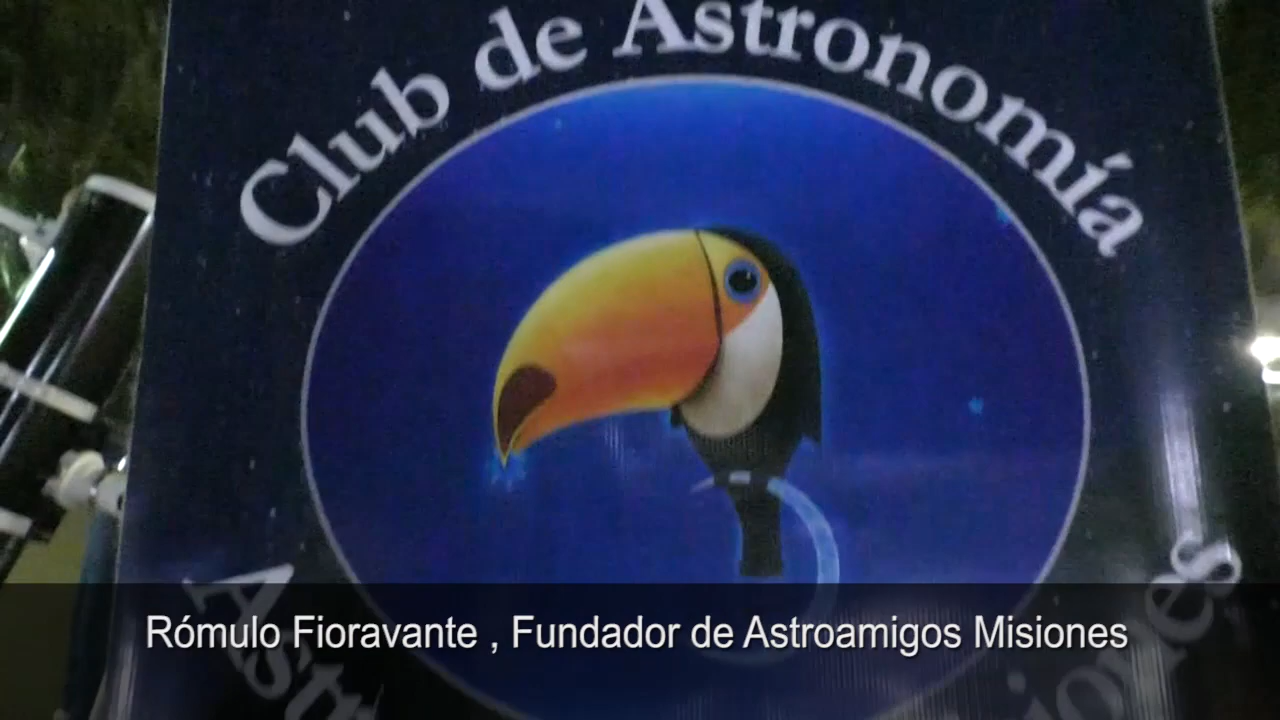 Club de Astronomía
Rómulo Fioravante , Fundador de Astroamigos Misiones